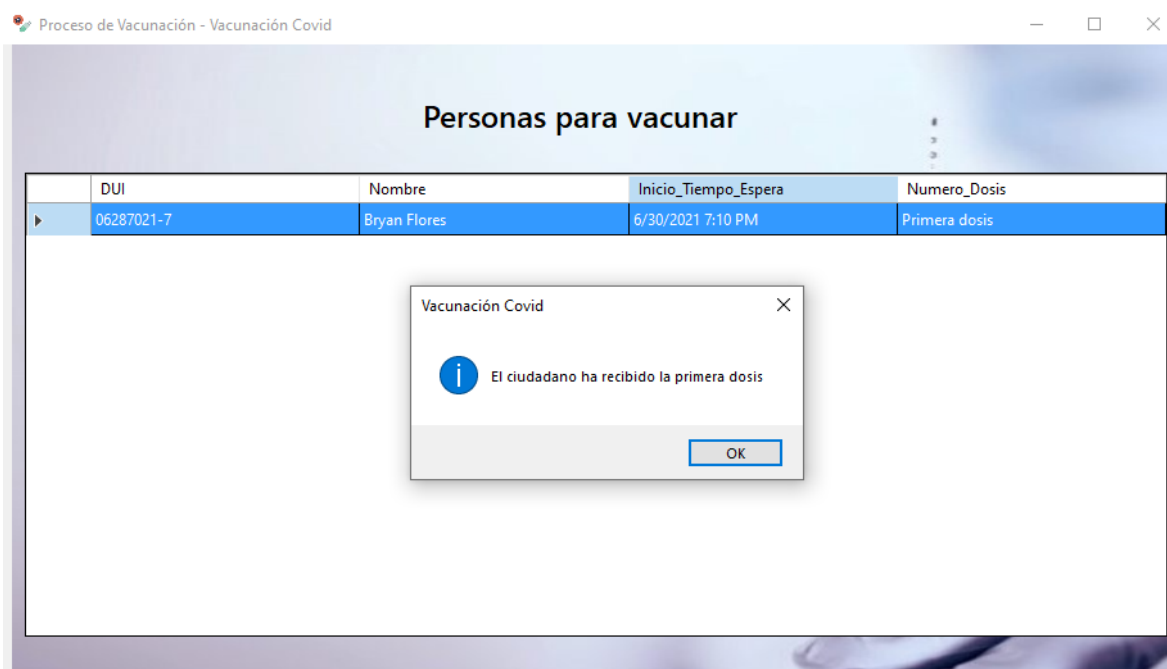 Proceso de Vacunación - Vacunación Covid
Personas para vacunar
DUI Nombre Inicio_Tiempo_Espera Numero_Dosis
06287021-7 Bryan Flores 6/30/2021 7:10 PM Primera dosis
Vacunación Covid
El ciudadano ha recibido la primera dosis
OK